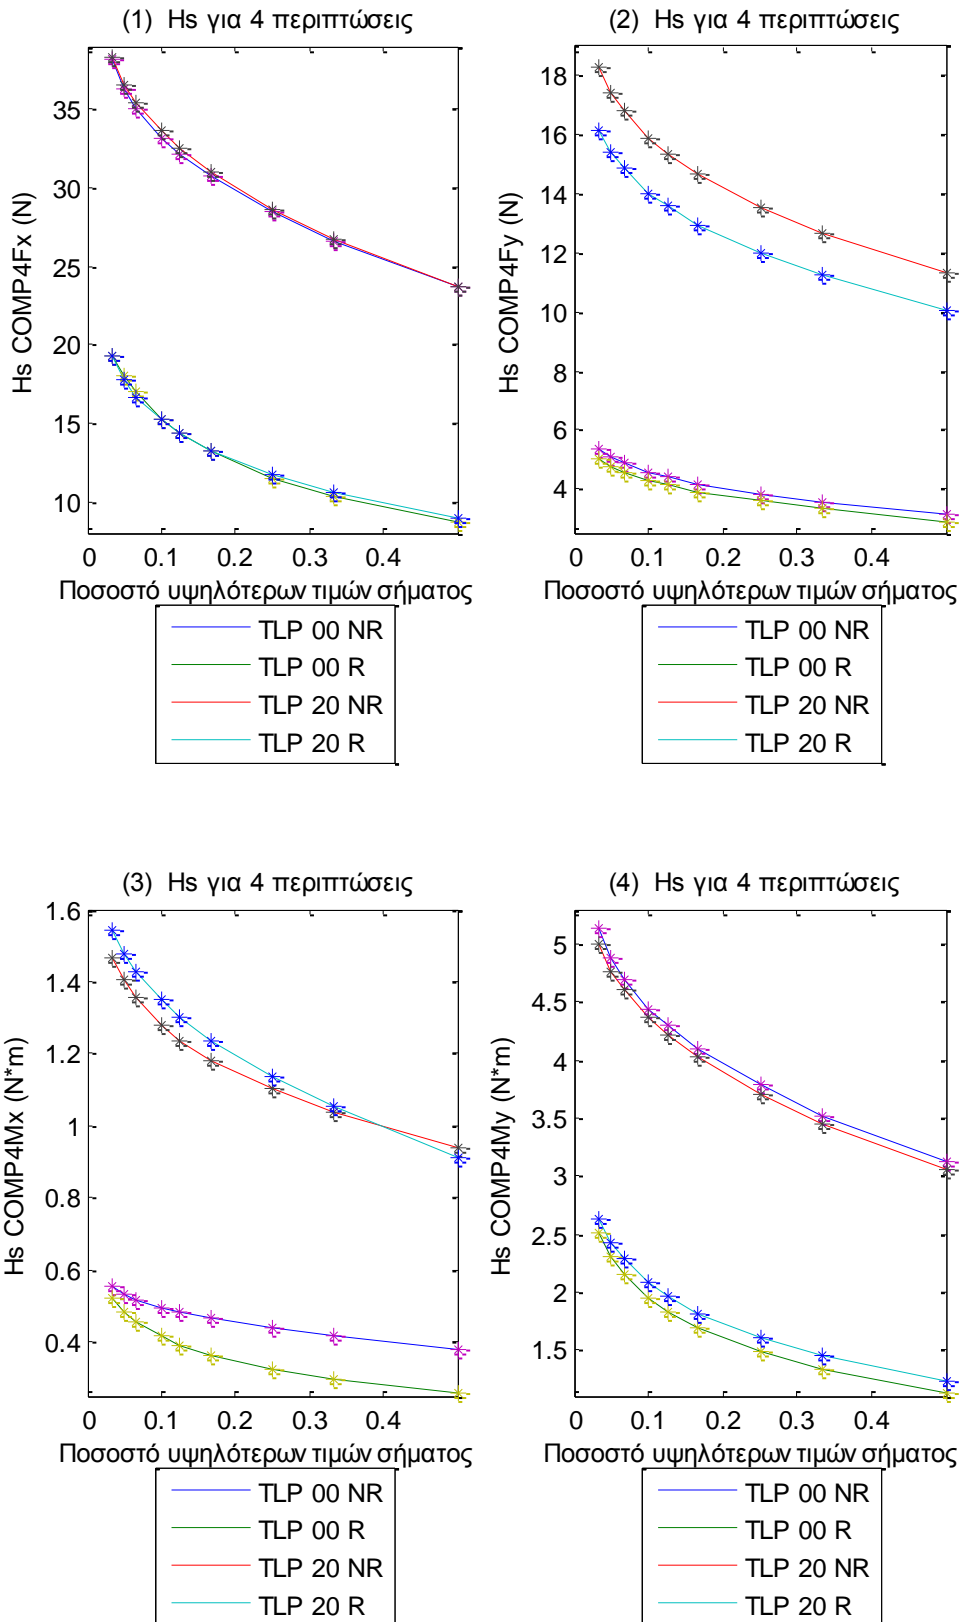 (1) Hs για 4 περιπτώσεις
Hs COMP4Fx (N)
35
30
25
20
15
10
0 0.1 0.2 0.3 0.4
Ποσοστό υψηλότερων τιμών σήματος
TLP 00 NR
TLP 00 R
TLP 20 NR
TLP 20 R
(2) Hs για 4 περιπτώσεις
Hs COMP4Fy (N)
18
16
14
12
10
8
6
4
0 0.1 0.2 0.3 0.4
Ποσοστό υψηλότερων τιμών σήματος
TLP 00 NR
TLP 00 R
TLP 20 NR
TLP 20 R
(3) Hs για 4 περιπτώσεις
Hs COMP4Mx (N*m)
1.6
1.4
1.2
1
0.8
0.6
0.4
0 0.1 0.2 0.3 0.4
Ποσοστό υψηλότερων τιμών σήματος
TLP 00 NR
TLP 00 R
TLP 20 NR
TLP 20 R
(4) Hs για 4 περιπτώσεις
Hs COMP4My (N*m)
5
4.5
4
3.5
3
2.5
2
1.5
0 0.1 0.2 0.3 0.4
Ποσοστό υψηλότερων τιμών σήματος
TLP 00 NR
TLP 00 R
TLP 20 NR
TLP 20 R